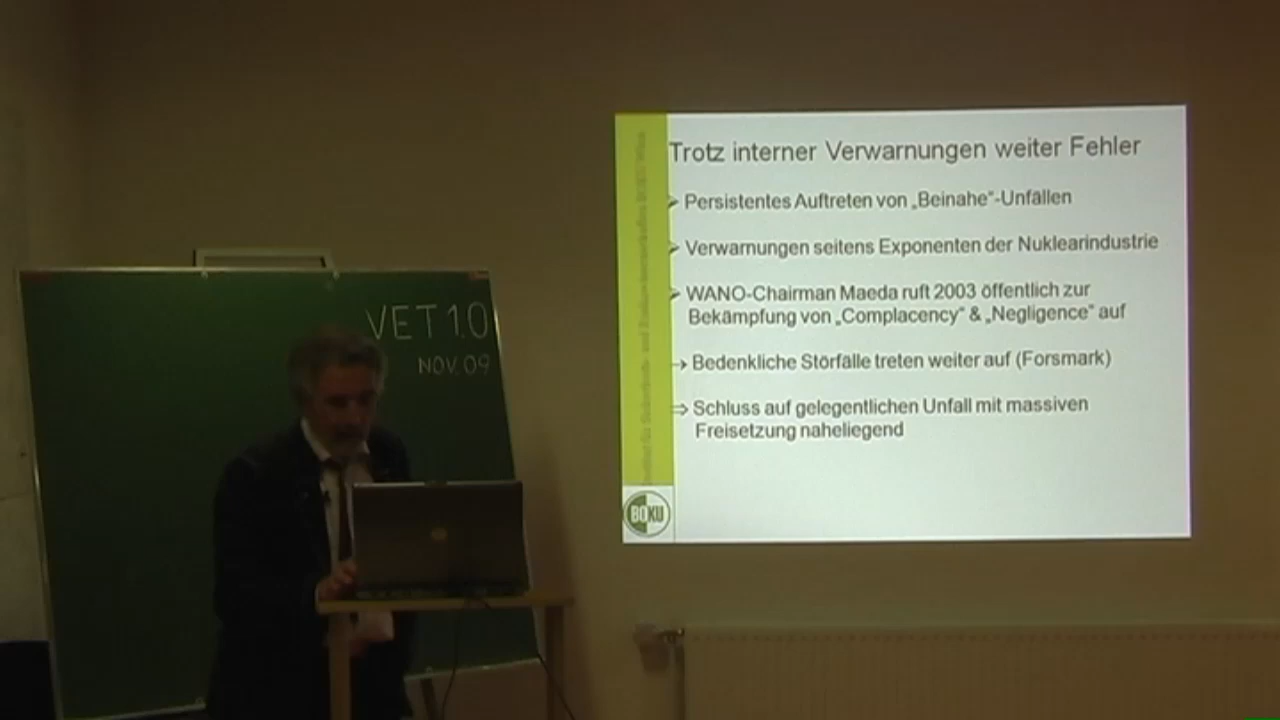 Trotz interner Verwarnungen weiter Fehler
Persistentes Auftreten von „Beinahe“-Unfällen
Verwarnungen seitens Exponenten der Nuklearindustrie
WANO-Chairman Maeda ruft 2003 öffentlich zur
Bekämpfung von „Complacency“ & „Negligence“ auf
→ Bedenkliche Störfälle treten weiter auf (Forsmark)
⇒ Schluss auf gelegentlichen Unfall mit massiven
Freisetzung naheliegend
BOKU
VET 1.0
NOV. 09